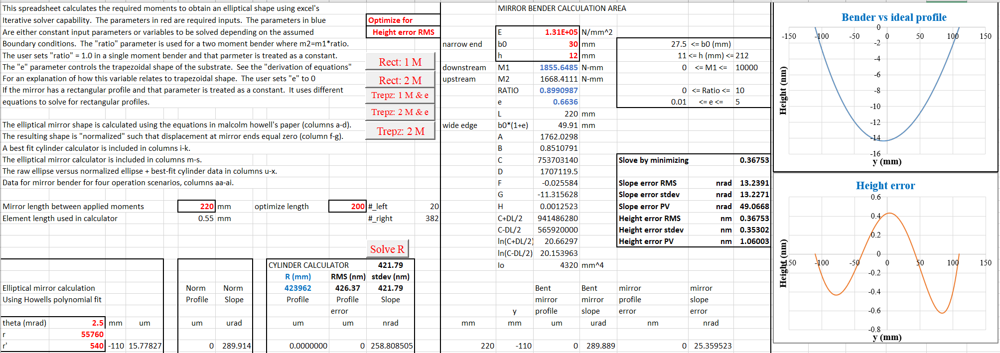 This spreadsheet calculates the required moments to obtain an elliptical shape using excel's
Iterative solver capability. The parameters in red are required inputs. The parameters in blue
Are either constant input parameters or variables to be solved depending on the assumed
Boundary conditions. The "ratio" parameter is used for a two moment bender where m2=m1*ratio.
The user sets "ratio" = 1.0 in a single moment bender and that parmeter is treated as a constant.
The "e" parameter controls the trapezoidal shape of the substrate. See the "derivation of equations"
For an explanation of how this variable relates to trapezoidal shape. The user sets "e" to 0
If the mirror has a rectangular profile and that parameter is treated as a constant. It uses different
equations to solve for rectangular profiles.
The elliptical mirror shape is calculated using the equations in malcolm howell's paper (columns a-d).
The resulting shape is "normalized" such that displacement at mirror ends equal zero (column f-g).
A best fit cylinder calculator is included in columns i-k.
The elliptical mirror calculator is included in columns m-s.
The raw ellipse versus normalized ellipse + best-fit cylinder data in columns u-x.
Data for mirror bender for four operation scenarios, columns aa-ai.
Optimize for
Height error RMS
Rect: 1 M
Rect: 2 M
Trepz: 1 M & e
Trepz: 2 M & e
Trepz: 2 M
Mirror length between applied moments 220 mm optimize length 200 #_left 20
Element length used in calculator 0.55 mm #_right 382
Solve R
CYLINDER CALCULATOR 421.79
R (mm) RMS (nm) stdev (nm)
Elliptical mirror calculation Norm Norm 423962 426.37 421.79
Using Howells polynomial fit Profile Slope Profile Profile Slope
error
theta (mrad) 2.5 mm um um urad um um nrad
r 55760
r' 540 -110 15.77827 0 289.914 0.0000000 0 258.808505
MIRROR BENDER CALCULATION AREA
E 1.31E+05 N/mm^2
narrow end b0 30 mm 27.5 <= b0 (mm)
h 12 mm 11 <= h (mm) <= 212
downstream M1 1855.6485 N-mm 0 <= M1 <= 10000
upstream M2 1668.4111 N-mm
RATIO 0.8990987 0 <= Ratio <= 10
e 0.6636 0.01 <= e <= 5
L 220 mm
wide edge b0*(1+e) 49.91 mm
A 1762.0298
B 0.8510791
C 753703140 Slove by minimizing 0.36753
D 1707119.5
F -0.025584 Slope error RMS nrad 13.2391
G -11.315628 Slope error stdev nrad 13.2271
H 0.0012523 Slope error PV nrad 49.0668
C+DL/2 941486280 Height error RMS nm 0.36753
C-DL/2 565920000 Height error stdev nm 0.35302
ln(C+DL/2) 20.66297 Height error PV nm 1.06003
ln(C-DL/2) 20.153963
Io 4320 mm^4
Bent Bent mirror mirror
mirror mirror profile slope
y profile slope error error
mm mm um urad nm nrad
220 -110 0 289.889 0 25.359523
Bender vs ideal profile
0
-150 -100 -50 0 50 100 150
-2
-4
-6
-8
-10
-12
-14
-16
Height (nm)
y (mm)
Height error
0.6
0.4
0.2
0
-150 -100 -50 0 50 100 150
-0.2
-0.4
-0.6
-0.8
Height (nm)
y (mm)